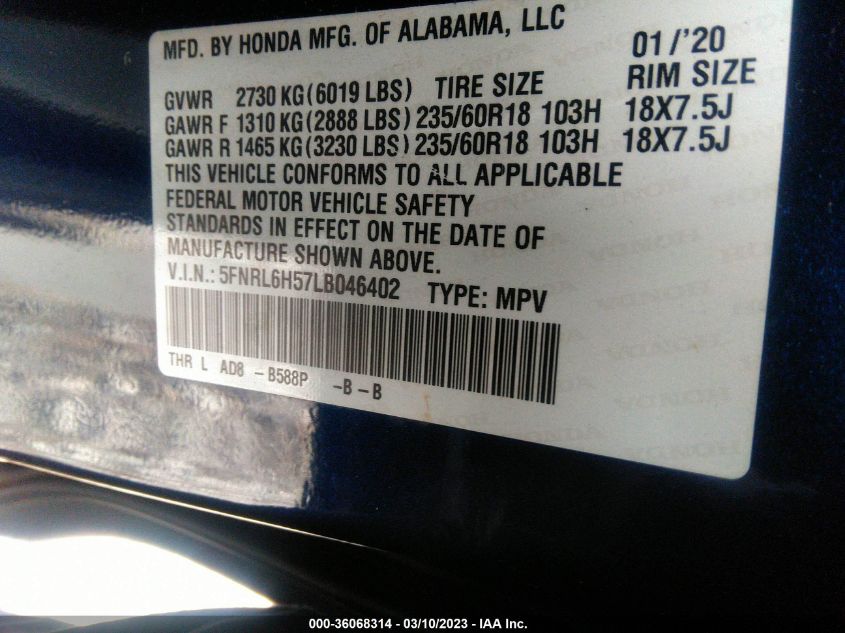 MFD. BY HONDA MFG. OF ALABAMA, LLC 01/'20
GVWR 2730 KG(6019 LBS) TIRE SIZE RIM SIZE
GAWR F 1310 KG(2888 LBS) 235/60R18 103H 18X7.5J
GAWR R 1465 KG(3230 LBS) 235/60R18 103H 18X7.5J
THIS VEHICLE CONFORMS TO ALL APPLICABLE
FEDERAL MOTOR VEHICLE SAFETY
STANDARDS IN EFFECT ON THE DATE OF
MANUFACTURE SHOWN ABOVE.
V.I.N.: 5FNRL6H57LB046402 TYPE: MPV
THR L AD8 - B588P -B-B
000-36068314 — 03/10/2023 — IAA Inc.